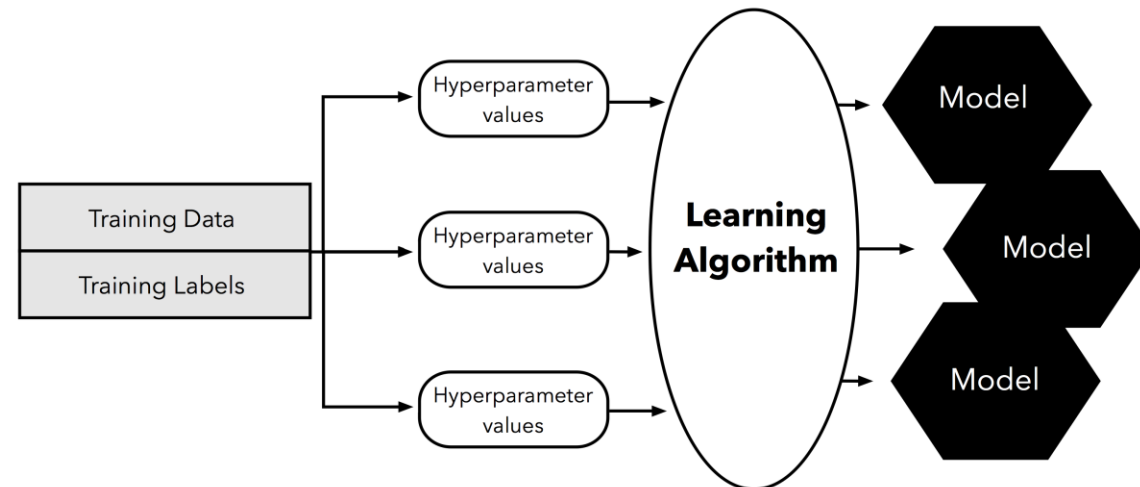 Training Data
Training Labels
Hyperparameter
values
Hyperparameter
values
Hyperparameter
values
Learning
Algorithm
Model
Model
Model